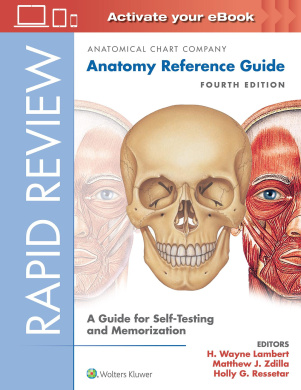 Activate your eBook
ANATOMICAL CHART COMPANY
Anatomy Reference Guide
FOURTH EDITION
RAPID REVIEW
A Guide for Self-Testing
and Memorization
EDITORS
H. Wayne Lambert
Matthew J. Zdilla
Holly G. Ressetar
Wolters Kluwer